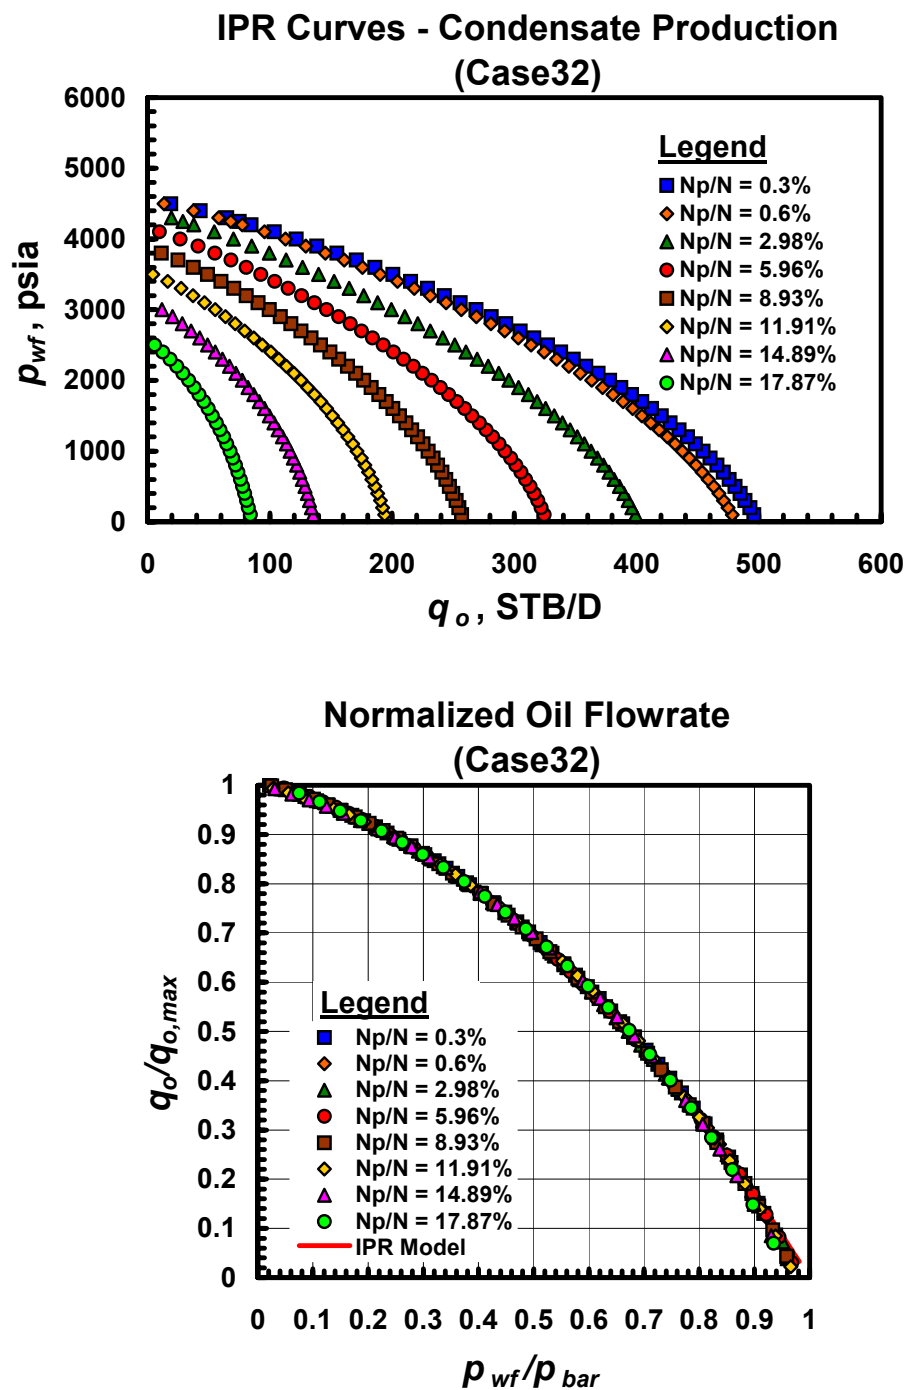 IPR Curves - Condensate Production
(Case32)
6000
5000
4000
3000
2000
1000
0
p wf , psia
Legend
Np/N = 0.3%
Np/N = 0.6%
Np/N = 2.98%
Np/N = 5.96%
Np/N = 8.93%
Np/N = 11.91%
Np/N = 14.89%
Np/N = 17.87%
0 100 200 300 400 500 600
q o , STB/D
Normalized Oil Flowrate
(Case32)
1
0.9
0.8
0.7
0.6
0.5
0.4
0.3
0.2
0.1
0
q o /q o,max
Legend
Np/N = 0.3%
Np/N = 0.6%
Np/N = 2.98%
Np/N = 5.96%
Np/N = 8.93%
Np/N = 11.91%
Np/N = 14.89%
Np/N = 17.87%
IPR Model
0 0.1 0.2 0.3 0.4 0.5 0.6 0.7 0.8 0.9 1
p wf /p bar